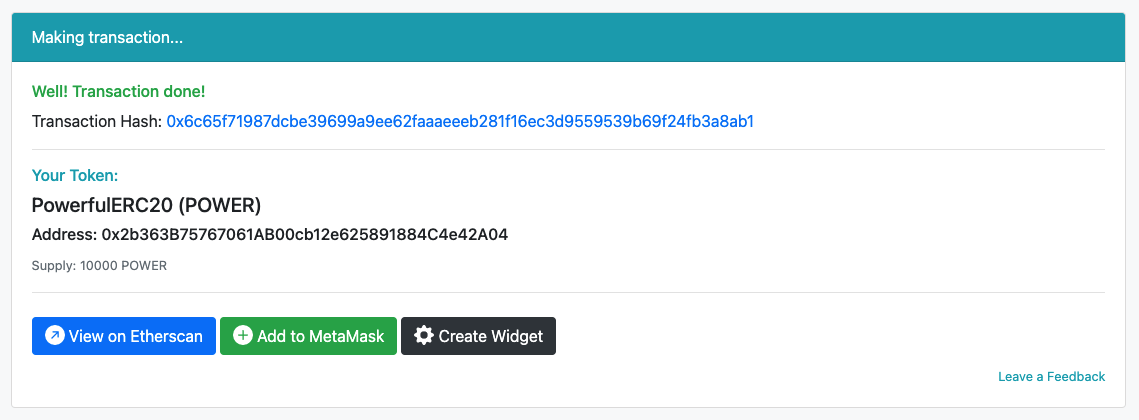 Making transaction...
Well! Transaction done!
Transaction Hash: 0x6c65f71987dcbe39699a9ee62faaaeeeb281f16ec3d9559539b69f24fb3a8ab1
Your Token:
PowerfulERC20 (POWER)
Address: 0x2b363B75767061AB00cb12e625891884C4e42A04
Supply: 10000 POWER
View on Etherscan Add to MetaMask Create Widget
Leave a Feedback